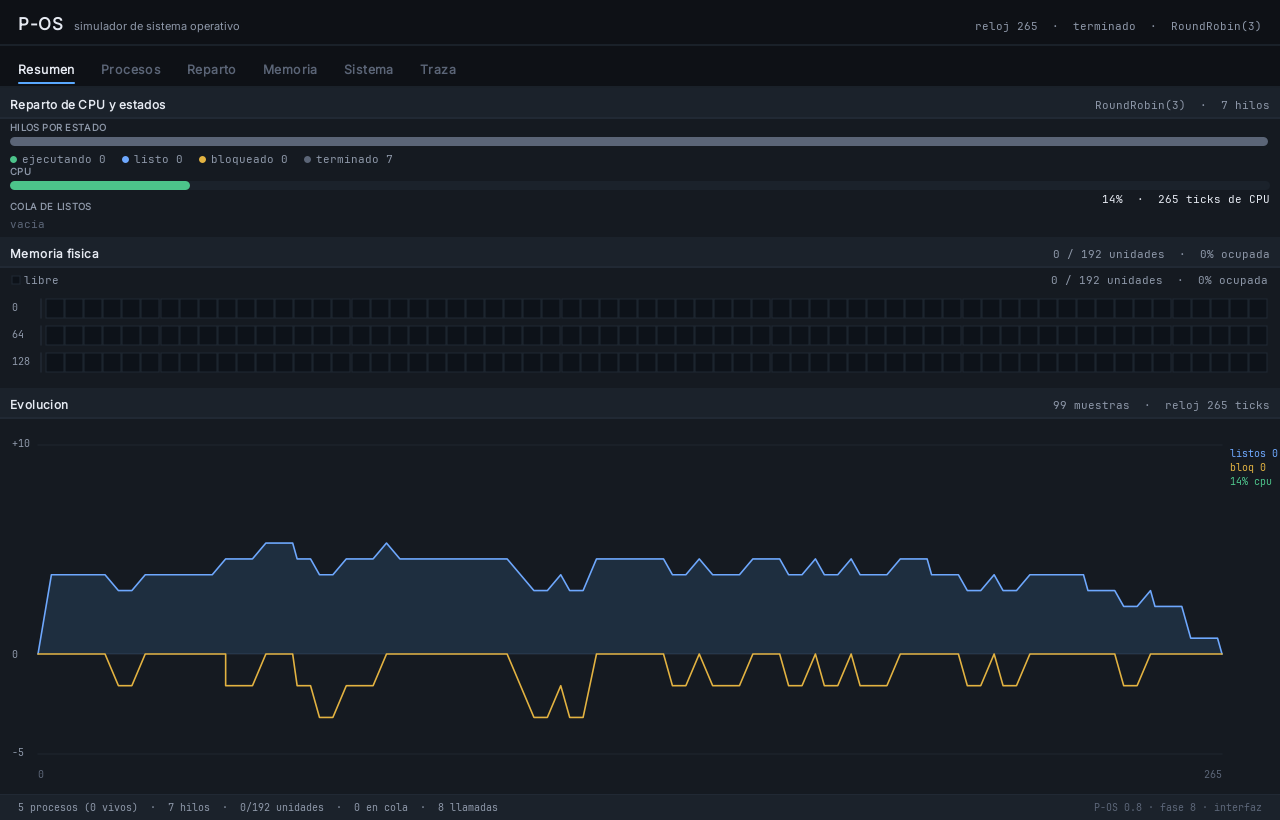 P-OS simulador de sistema operativo reloj 265 · terminado · RoundRobin(3)
Resumen Procesos Reparto Memoria Sistema Traza
Reparto de CPU y estados RoundRobin(3) · 7 hilos
HILOS POR ESTADO
ejecutando 0 listo 0 bloqueado 0 terminado 7
CPU
14% · 265 ticks de CPU
COLA DE LISTOS
vacia
Memoria fisica 0 / 192 unidades · 0% ocupada
libre 0 / 192 unidades · 0% ocupada
0
64
128
Evolucion 99 muestras · reloj 265 ticks
+10
listos 0
bloq 0
14% cpu
0
-5
0 265
5 procesos (0 vivos) · 7 hilos · 0/192 unidades · 0 en cola · 8 llamadas P-OS 0.8 · fase 8 · interfaz